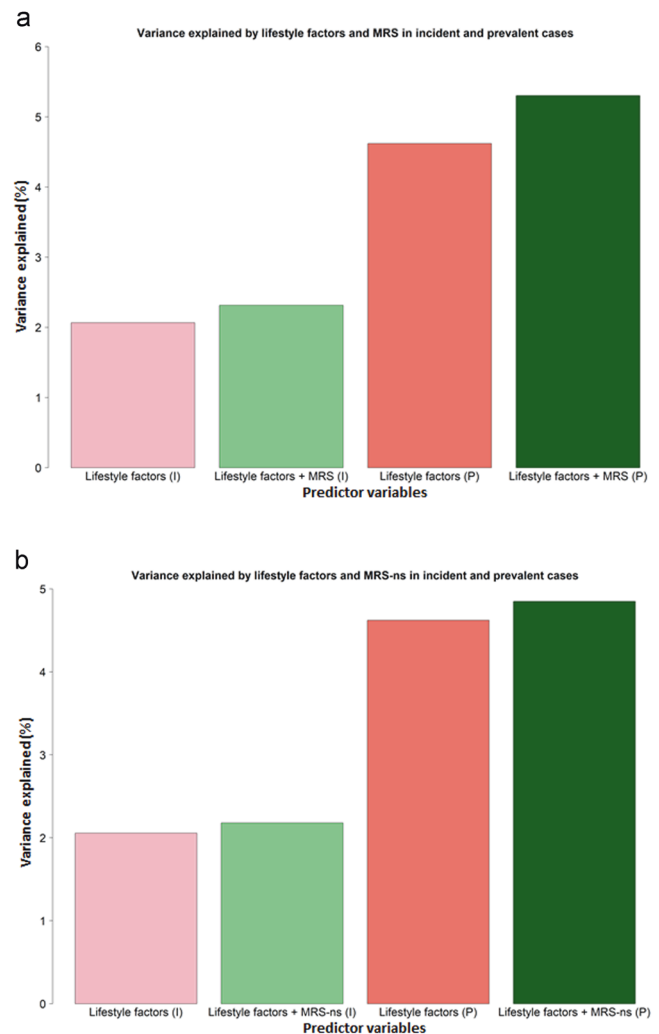 a
Variance explained by lifestyle factors and MRS in incident and prevalent cases
6
5
4
3
2
1
0
Variance explained(%)
Lifestyle factors (I) Lifestyle factors + MRS (I) Lifestyle factors (P) Lifestyle factors + MRS (P)
Predictor variables
b
Variance explained by lifestyle factors and MRS-ns in incident and prevalent cases
5
4
3
2
1
0
Variance explained(%)
Lifestyle factors (I) Lifestyle factors + MRS-ns (I) Lifestyle factors (P) Lifestyle factors + MRS-ns (P)
Predictor variables